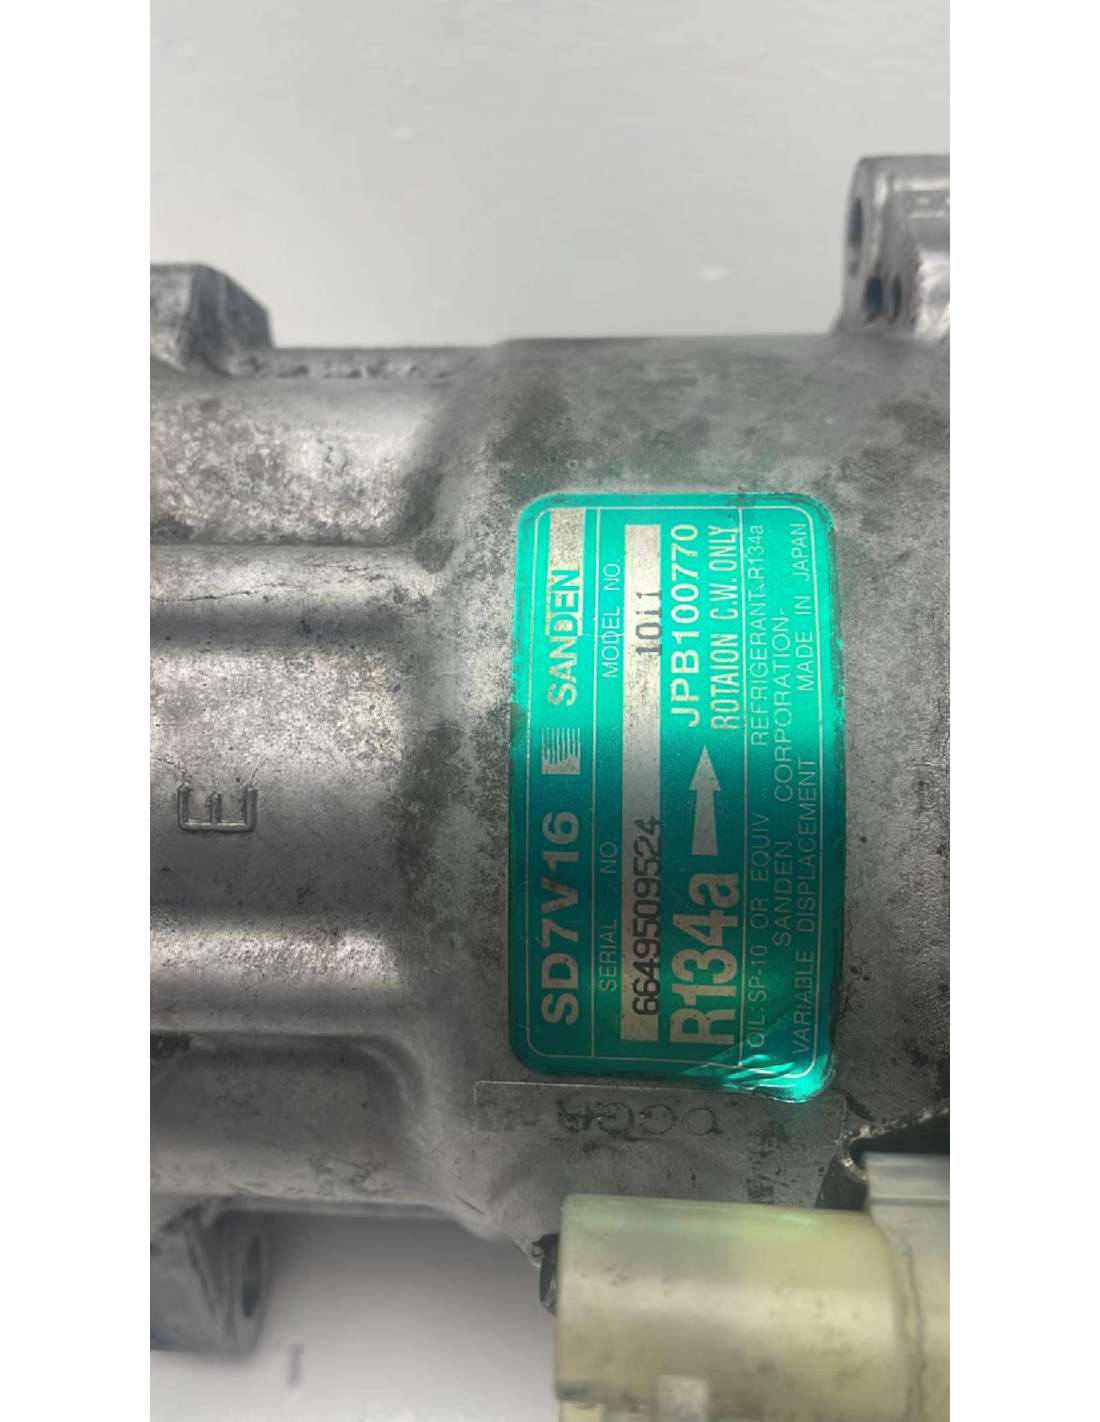 SD7V16 SANDEN
SERIAL NO. MODEL NO.
6649509524 1011
R134a JPB100770
ROTAION C.W. ONLY
OIL:SP-10 OR EQUIV REFRIGERANT:R134a
SANDEN CORPORATION
VARIABLE DISPLACEMENT MADE IN JAPAN
E